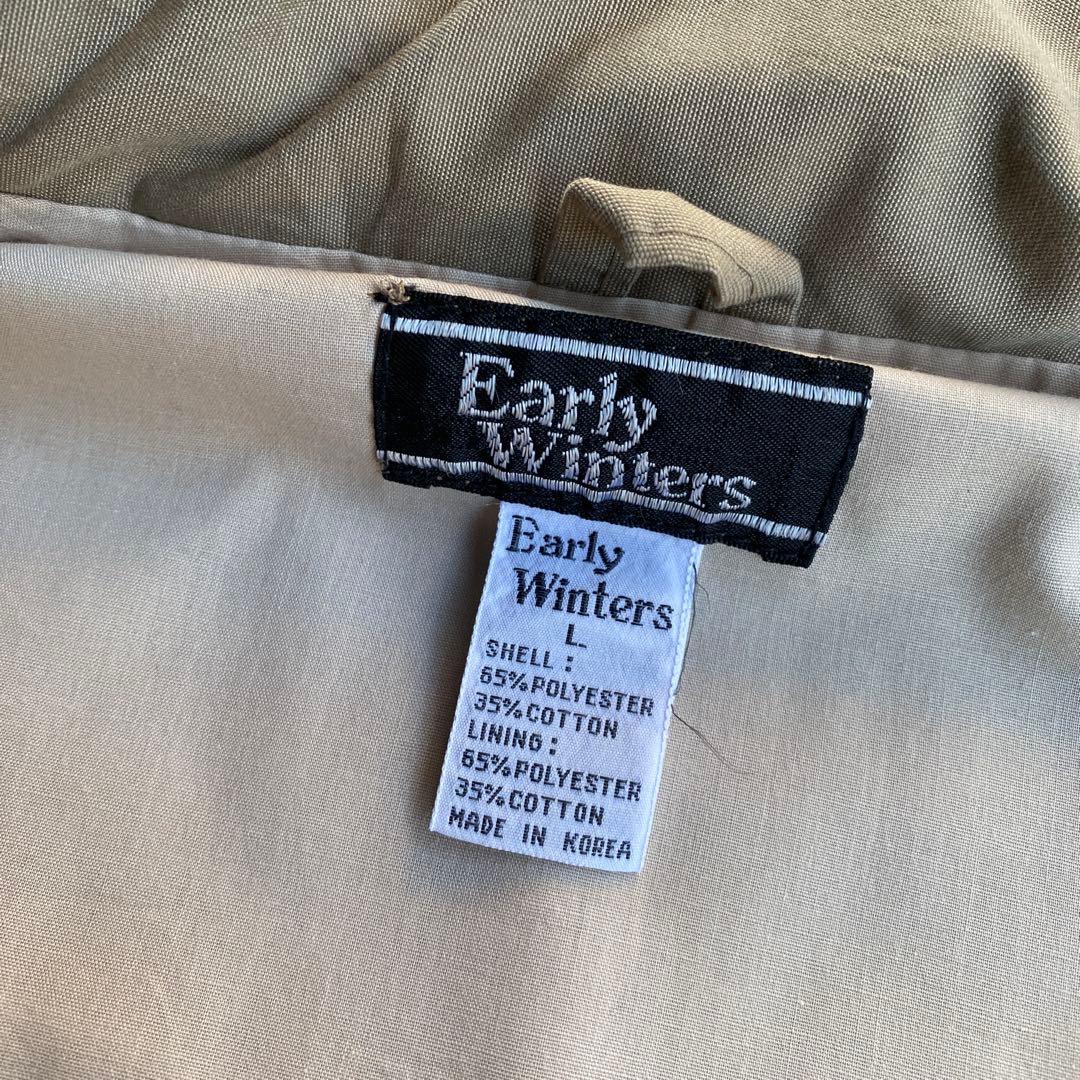 Early
Winters
Early
Winters
L
SHELL:
65%POLYESTER
35%COTTON
LINING:
65%POLYESTER
35%COTTON
MADE IN KOREA